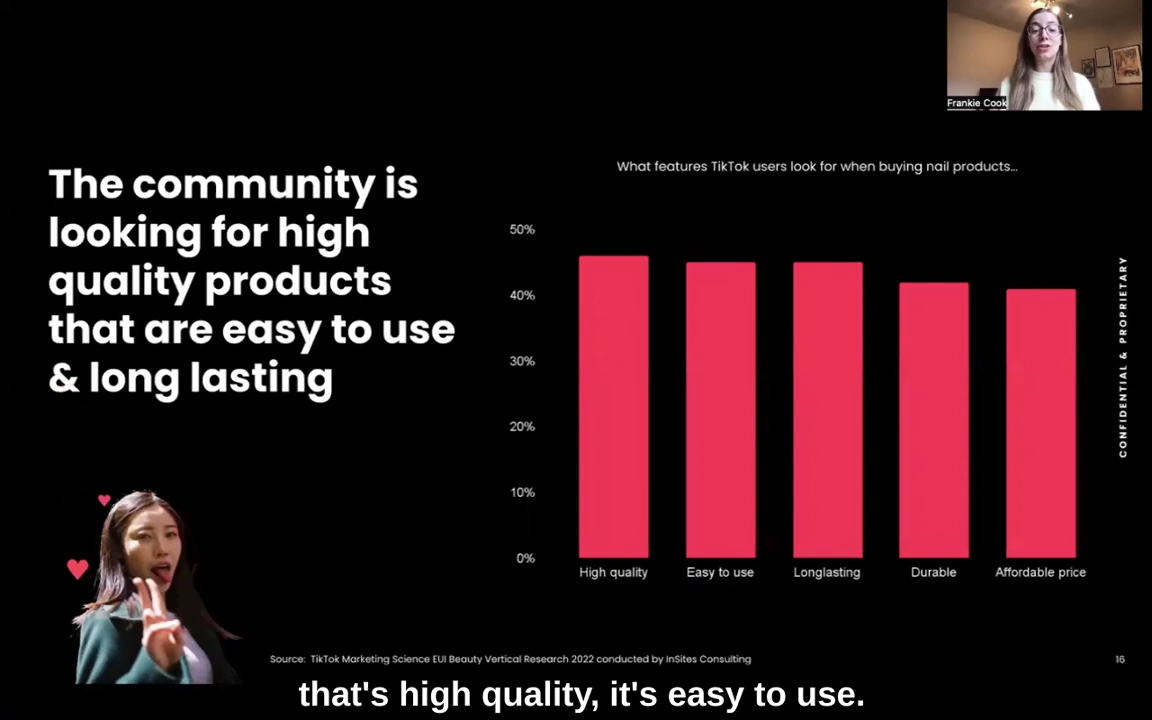 Frankie Cook
What features TikTok users look for when buying nail products...
The community is
looking for high
quality products
that are easy to use
& long lasting
50%
40%
30%
20%
10%
0%
High quality
Easy to use
Longlasting
Durable
Affordable price
CONFIDENTIAL & PROPRIETARY
Source: TikTok Marketing Science EUI Beauty Vertical Research 2022 conducted by InSites Consulting
16
that's high quality, it's easy to use.